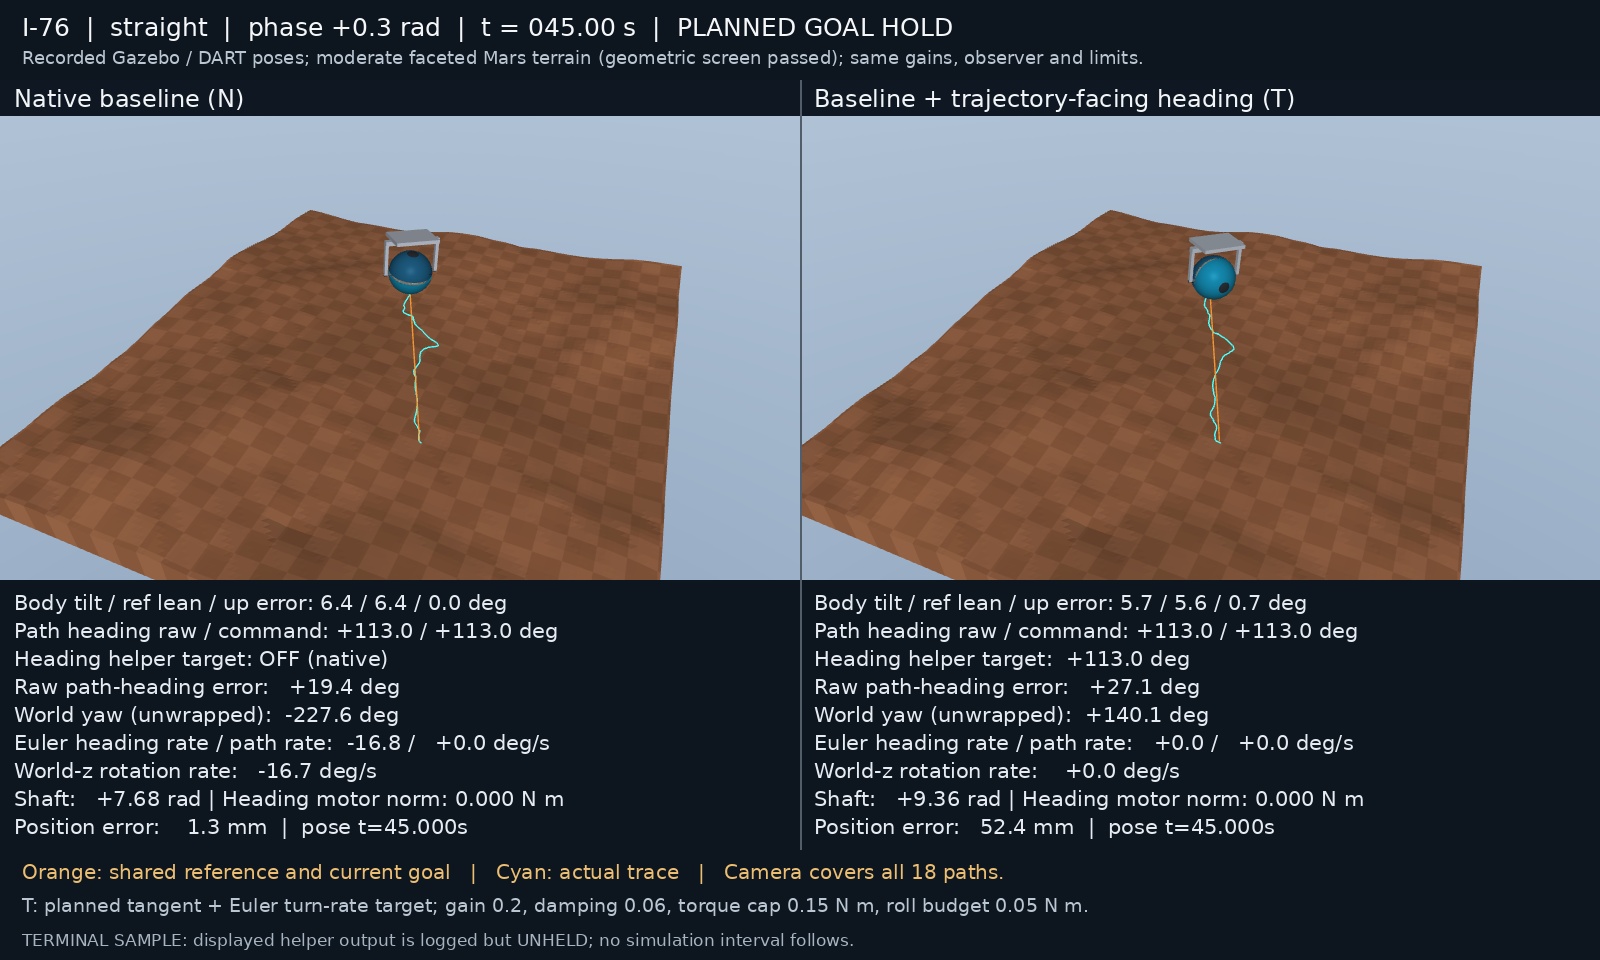 I-76 | straight | phase +0.3 rad | t = 045.00 s | PLANNED GOAL HOLD
Recorded Gazebo / DART poses; moderate faceted Mars terrain (geometric screen passed); same gains, observer and limits.
Native baseline (N)
Body tilt / ref lean / up error: 6.4 / 6.4 / 0.0 deg
Path heading raw / command: +113.0 / +113.0 deg
Heading helper target: OFF (native)
Raw path-heading error: +19.4 deg
World yaw (unwrapped): -227.6 deg
Euler heading rate / path rate: -16.8 / +0.0 deg/s
World-z rotation rate: -16.7 deg/s
Shaft: +7.68 rad | Heading motor norm: 0.000 N m
Position error: 1.3 mm | pose t=45.000s
Baseline + trajectory-facing heading (T)
Body tilt / ref lean / up error: 5.7 / 5.6 / 0.7 deg
Path heading raw / command: +113.0 / +113.0 deg
Heading helper target: +113.0 deg
Raw path-heading error: +27.1 deg
World yaw (unwrapped): +140.1 deg
Euler heading rate / path rate: +0.0 / +0.0 deg/s
World-z rotation rate: +0.0 deg/s
Shaft: +9.36 rad | Heading motor norm: 0.000 N m
Position error: 52.4 mm | pose t=45.000s
Orange: shared reference and current goal | Cyan: actual trace | Camera covers all 18 paths.
T: planned tangent + Euler turn-rate target; gain 0.2, damping 0.06, torque cap 0.15 N m, roll budget 0.05 N m.
TERMINAL SAMPLE: displayed helper output is logged but UNHELD; no simulation interval follows.